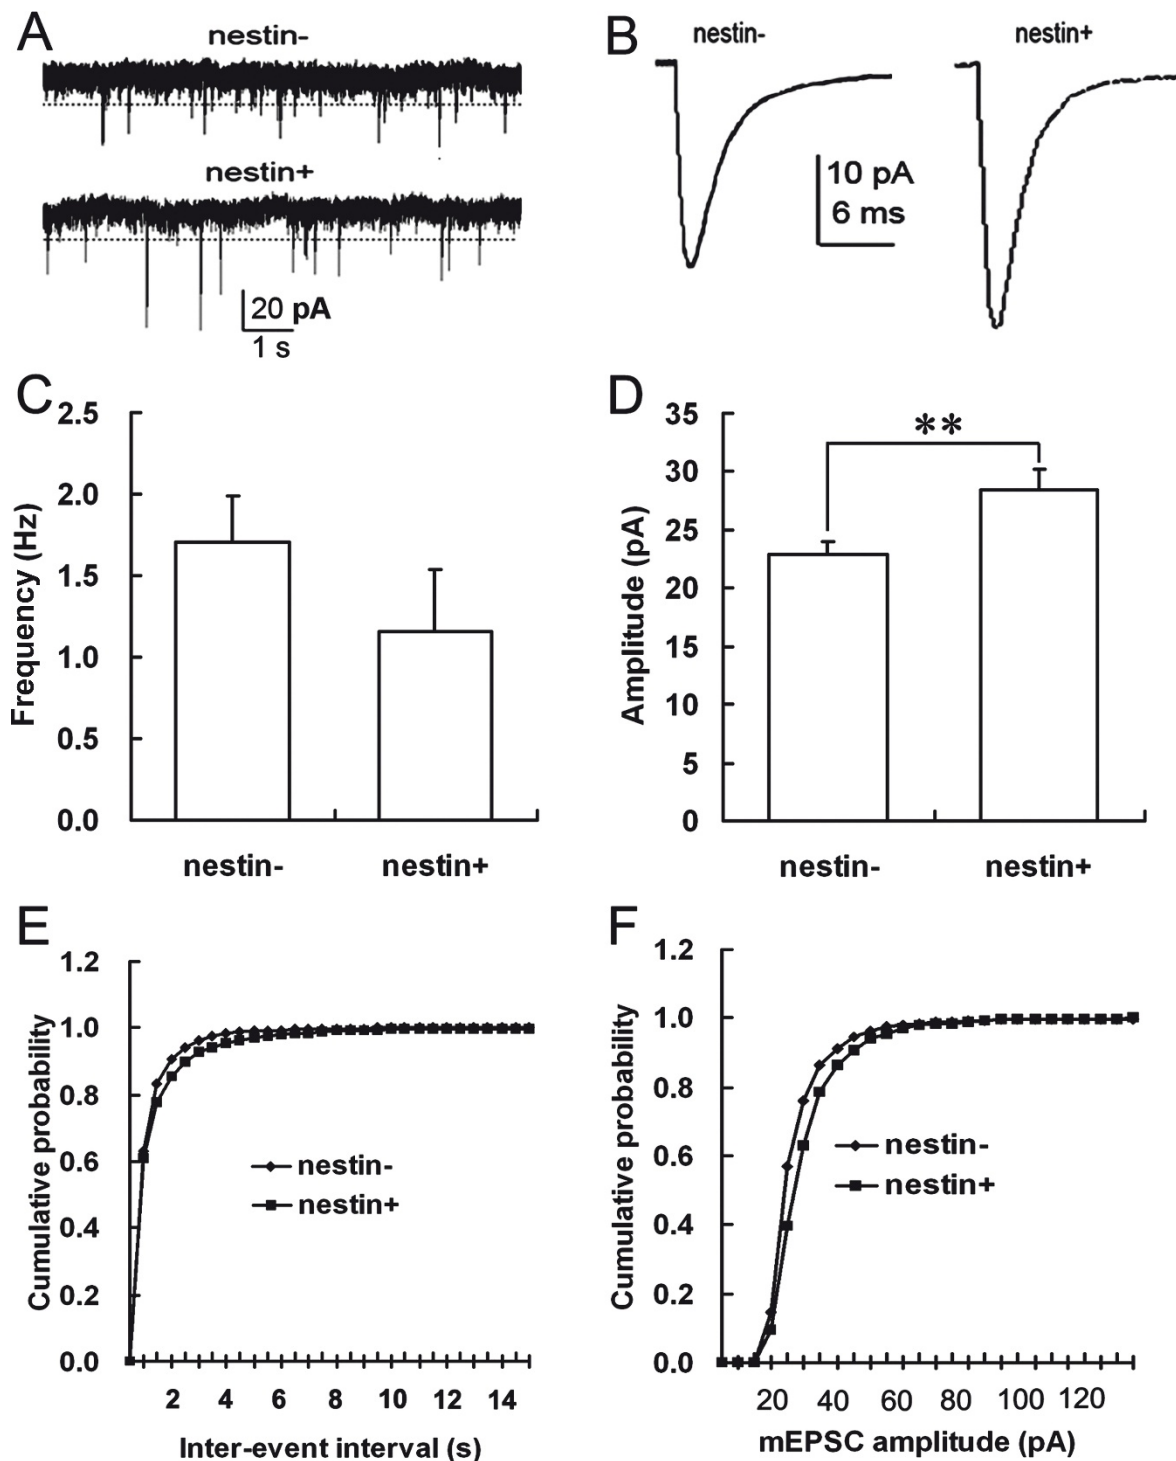 A
nestin-
nestin+
20 pA
1 s
B
nestin-
nestin+
10 pA
6 ms
C
2.5
2.0
1.5
1.0
0.5
0.0
Frequency (Hz)
nestin-
nestin+
D
35
30
25
20
15
10
5
0
Amplitude (pA)
**
nestin-
nestin+
E
1.2
1.0
0.8
0.6
0.4
0.2
0.0
Cumulative probability
nestin-
nestin+
2 4 6 8 10 12 14
Inter-event interval (s)
F
1.2
1.0
0.8
0.6
0.4
0.2
0.0
Cumulative probability
nestin-
nestin+
20 40 60 80 100 120
mEPSC amplitude (pA)